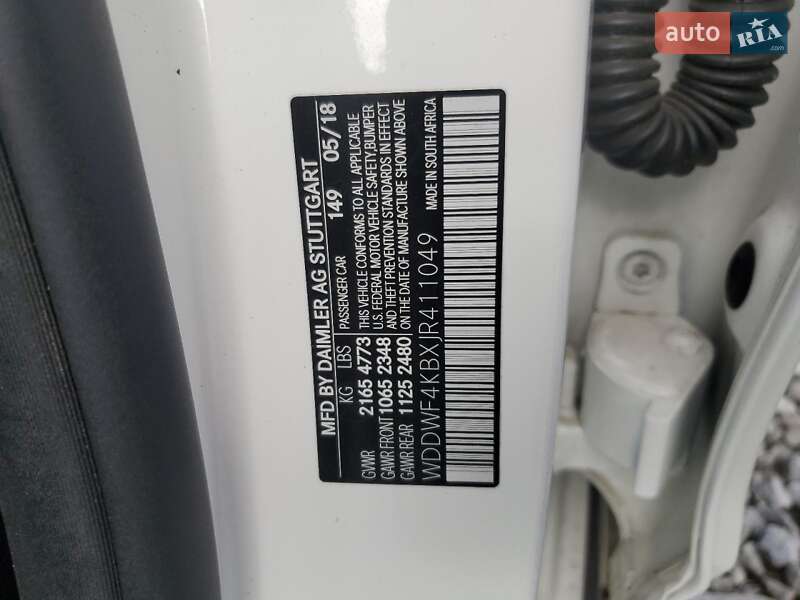 MFD BY DAIMLER AG STUTTGART
KG LBS PASSENGER CAR 149 05/18
GVWR 2165 4773 THIS VEHICLE CONFORMS TO ALL APPLICABLE
GAWR FRONT 1065 2348 U.S. FEDERAL MOTOR VEHICLE SAFETY,BUMPER
AND THEFT PREVENTION STANDARDS IN EFFECT
GAWR REAR 1125 2480 ON THE DATE OF MANUFACTURE SHOWN ABOVE
WDDWF4KBXJR411049 MADE IN SOUTH AFRICA
auto RIA .com